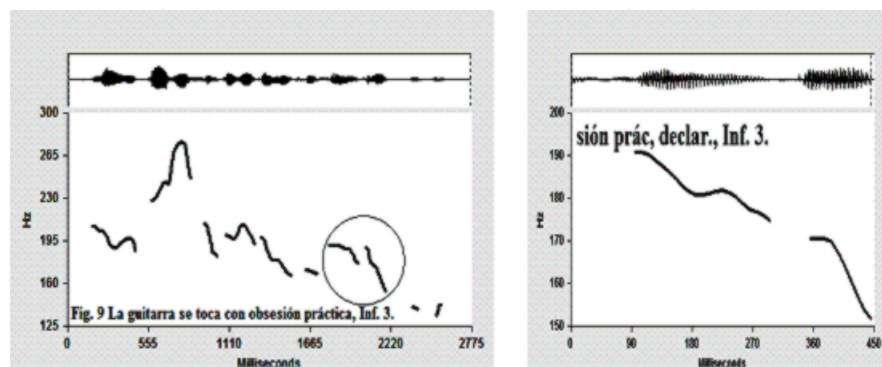 300
265
230
195
160
125
Hz
Fig. 9 La guitarra se toca con obsesión práctica, Inf. 3.
0 555 1110 1665 2220 2775
Milliseconds
200
190
180
170
160
150
Hz
sión prác, declar., Inf. 3.
0 90 180 270 360 450
Milliseconds